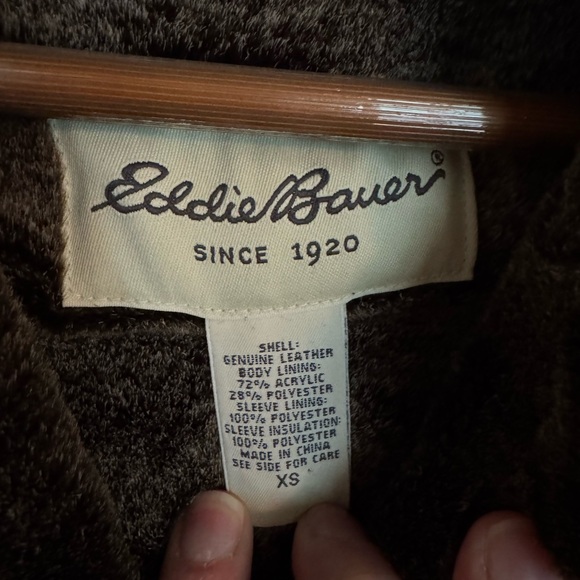 Eddie Bauer®
SINCE 1920
SHELL:
GENUINE LEATHER
BODY LINING:
72% ACRYLIC
28% POLYESTER
SLEEVE LINING:
100% POLYESTER
SLEEVE INSULATION:
100% POLYESTER
MADE IN CHINA
SEE SIDE FOR CARE
XS